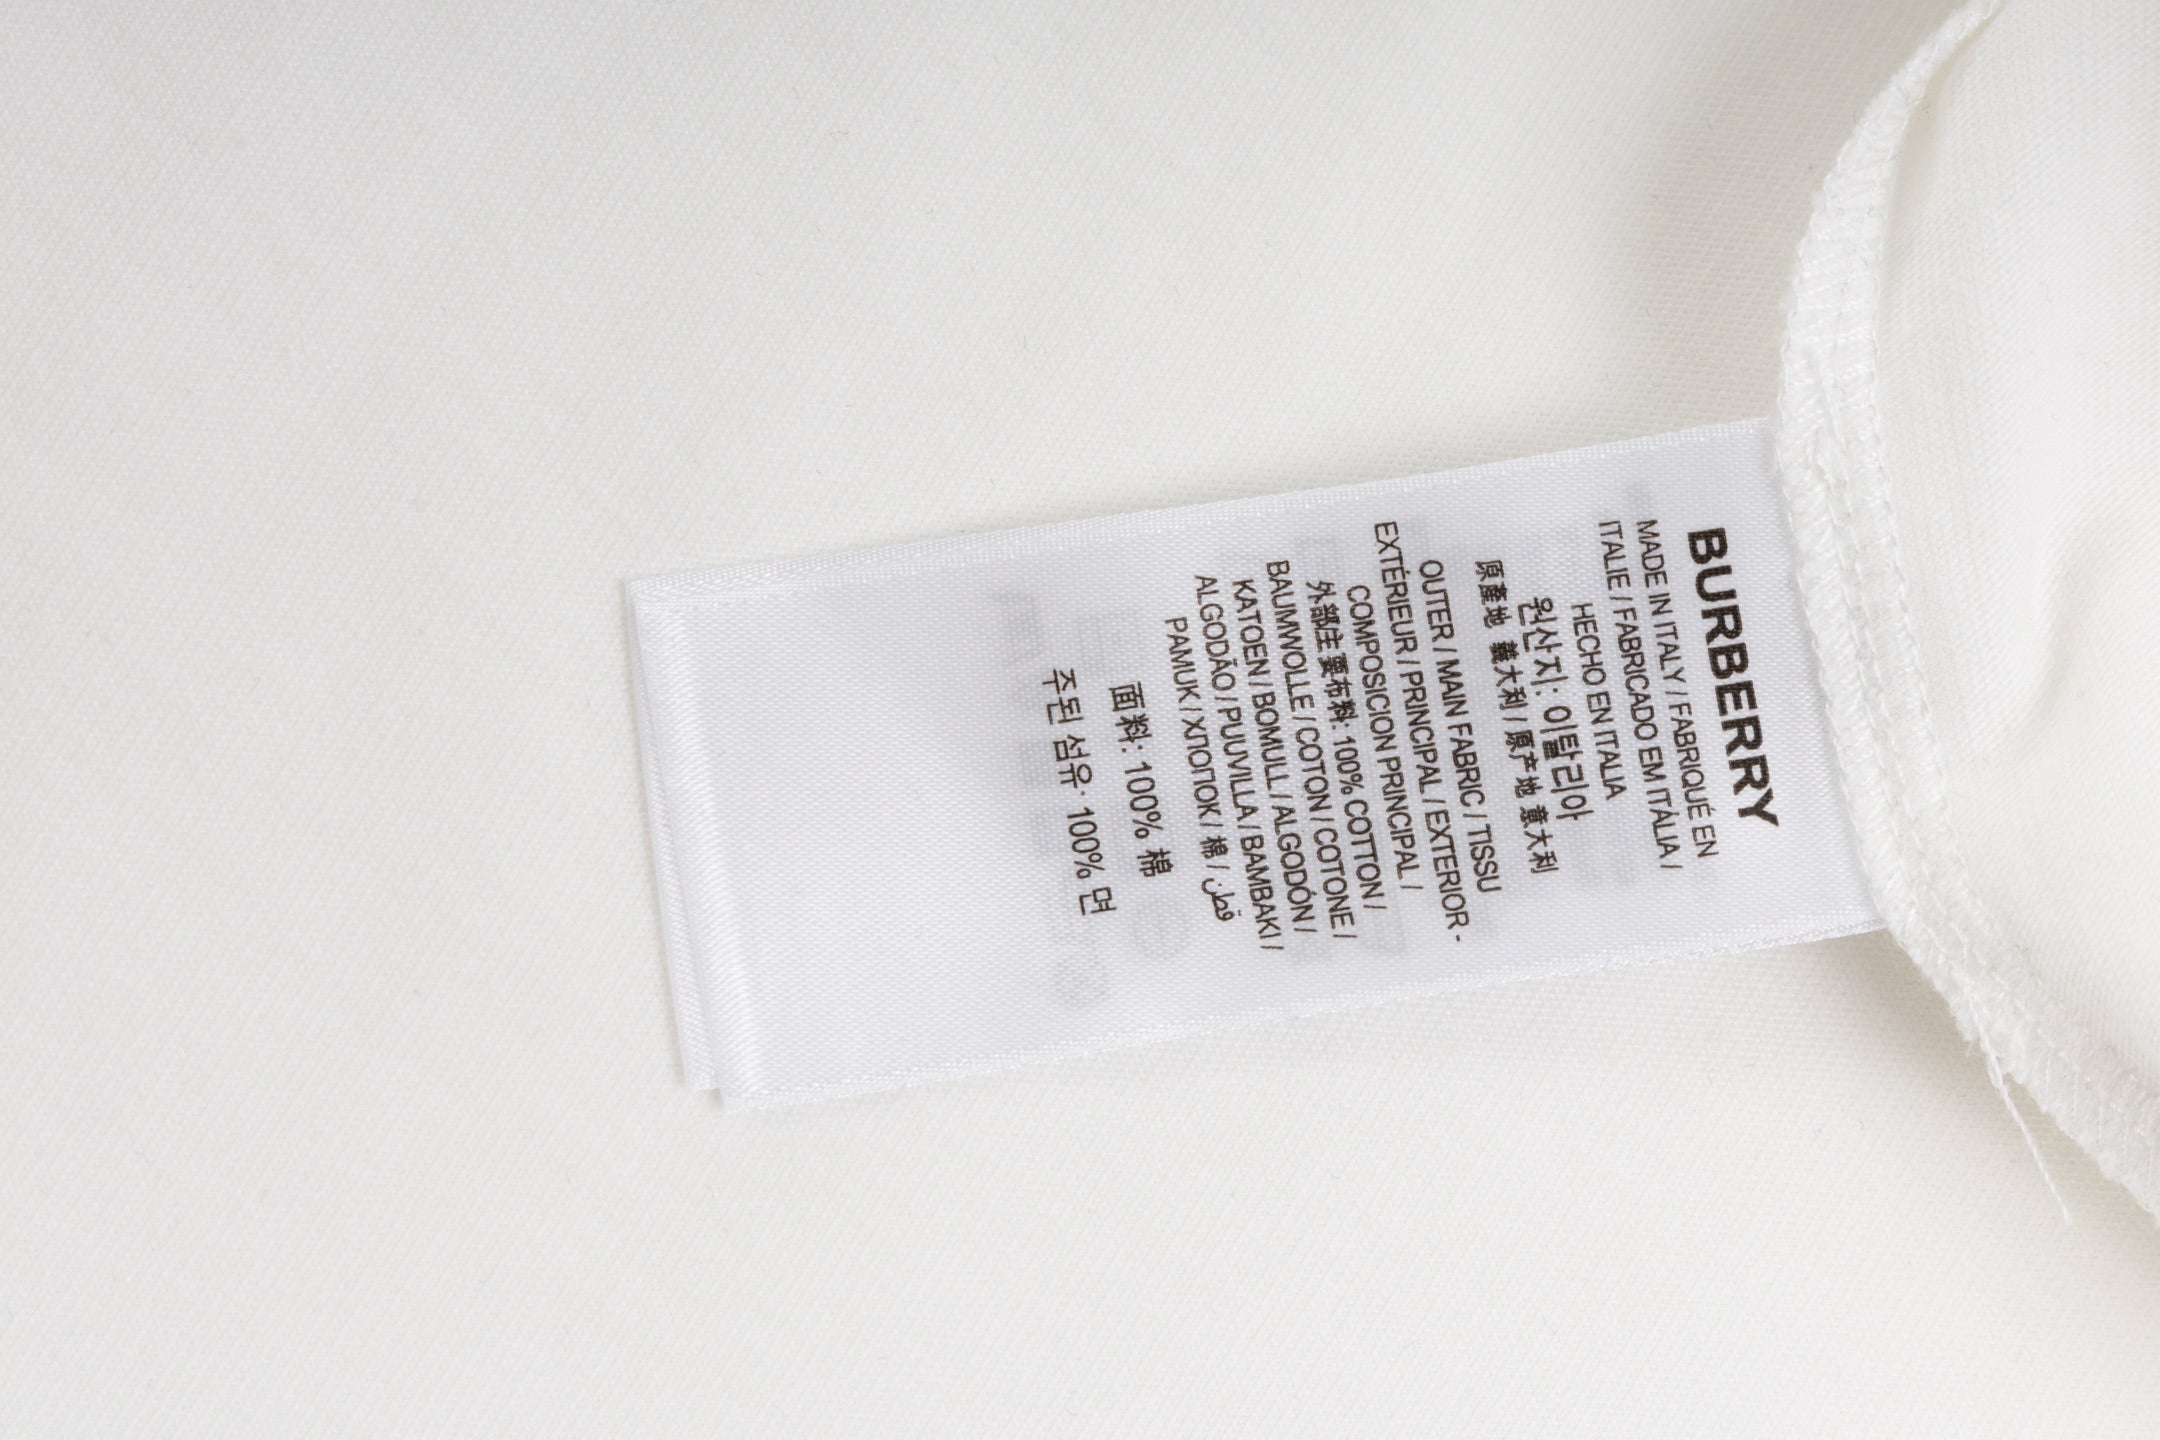 BURBERRY
MADE IN ITALY / FABRIQUÉ EN
ITALIE / FABRICADO EM ITÁLIA /
HECHO EN ITALIA
원산지: 이탈리아
原產地 義大利 / 原产地 意大利
OUTER / MAIN FABRIC / TISSU
EXTÉRIEUR / PRINCIPAL / EXTERIOR -
COMPOSICION PRINCIPAL /
外部/主要布料: 100% COTTON /
BAUMWOLLE / COTON / COTONE /
KATOEN / BOMULL / ALGODÓN /
ALGODÃO / PUUVILLA / BAMBAKI /
PAMUK / ХЛОПОК / 棉 / قطن
面料: 100% 棉
주된 섬유: 100% 면